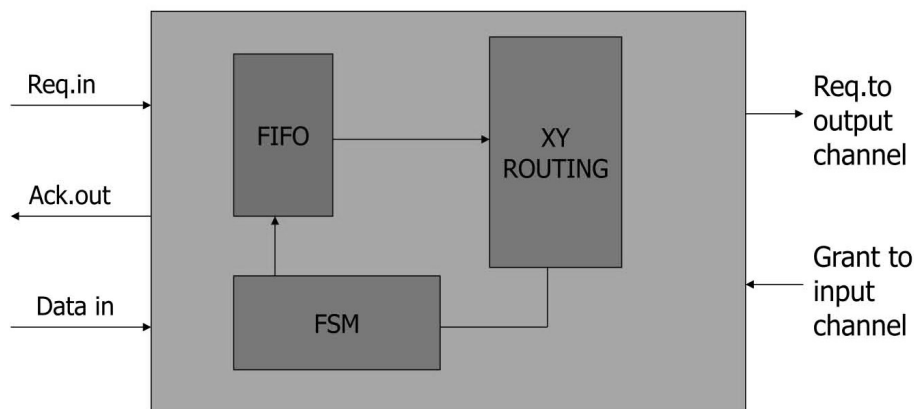 Req.in
Ack.out
Data in
FIFO
XY
ROUTING
FSM
Req.to
output
channel
Grant to
input
channel